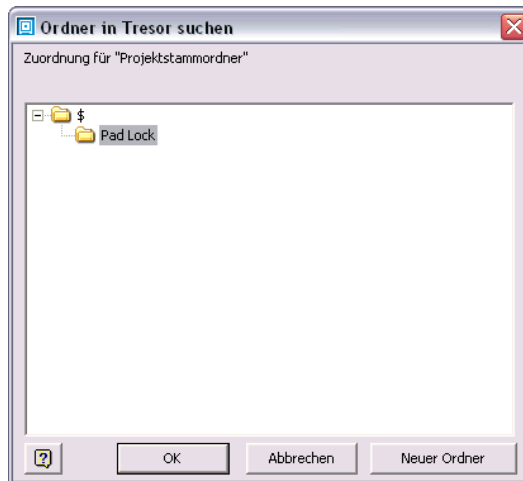 Ordner in Tresor suchen
Zuordnung für "Projektstammordner"
$
Pad Lock
OK Abbrechen Neuer Ordner